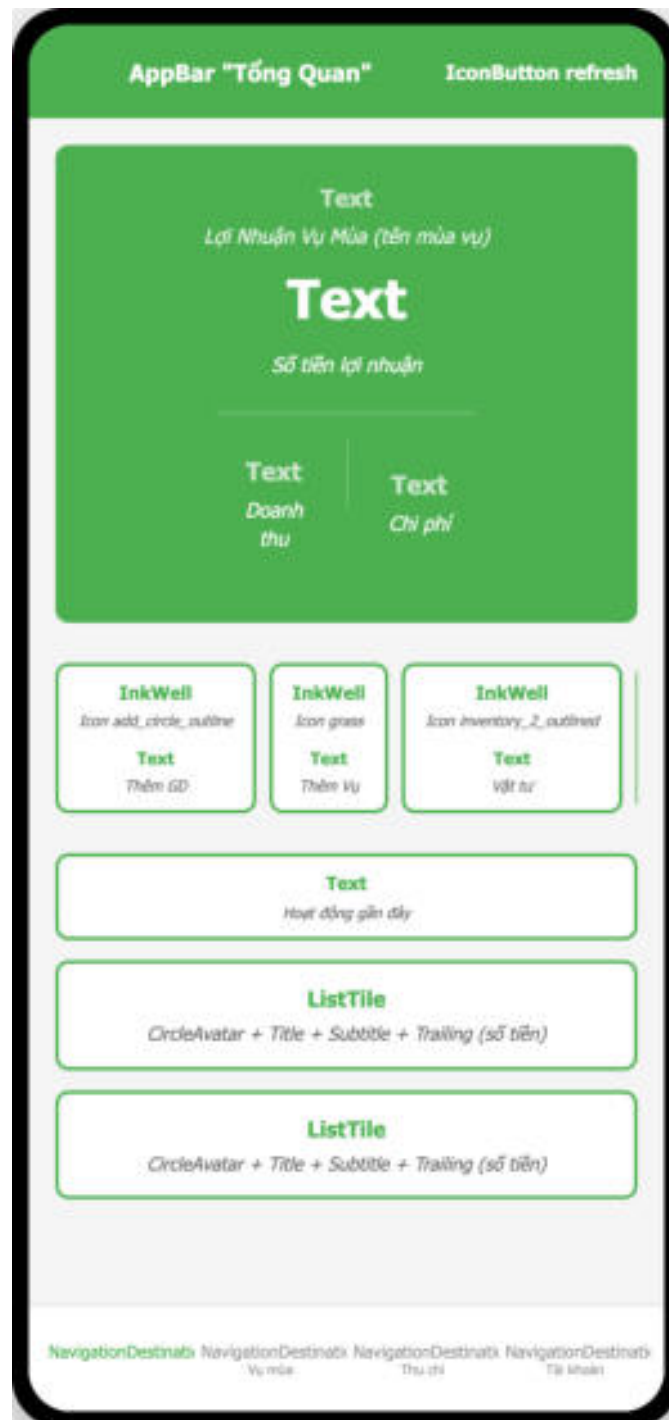 AppBar "Tổng Quan" IconButton refresh
Text
Lợi Nhuận Vụ Mùa (tên mùa vụ)
Text
Số tiền lợi nhuận
Text
Doanh
thu
Text
Chi phí
InkWell
Icon add_circle_outline
Text
Thêm GD
InkWell
Icon grass
Text
Thêm Vụ
InkWell
Icon inventory_2_outlined
Text
Vật tư
Text
Hoạt động gần đây
ListTile
CircleAvatar + Title + Subtitle + Trailing (số tiền)
ListTile
CircleAvatar + Title + Subtitle + Trailing (số tiền)
NavigationDestinati NavigationDestinati NavigationDestinati NavigationDestinati
Vụ mùa Thu chi Tài khoản